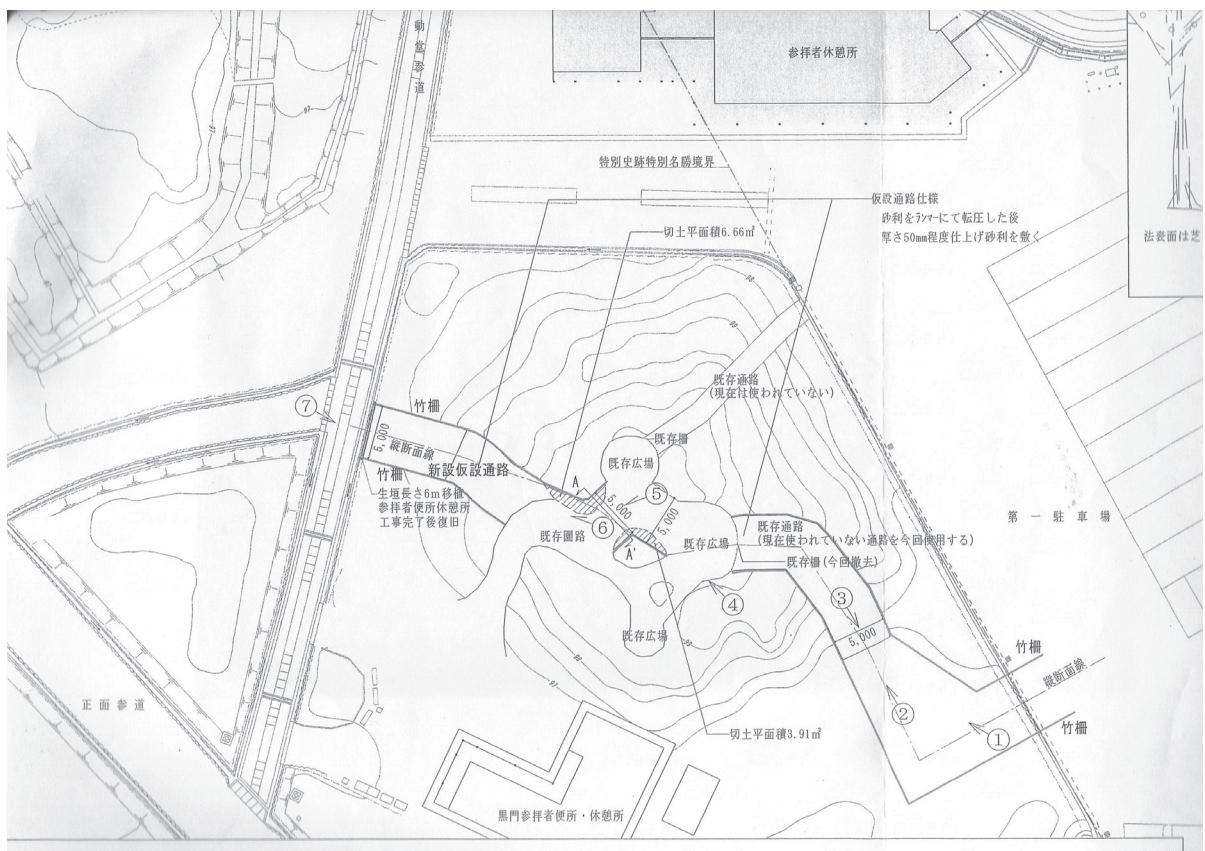 動堂参道
参拝者休憩所
97
97
97
特別史跡特別名勝境界
仮設通路仕様
砂利をランマーにて転圧した後
厚さ50mm程度仕上げ砂利を敷く
切土平面積6.66㎡
法表面は芝
98
99
既存通路
(現在は使われていない)
⑦
竹柵
5,000
縦断面線
新設仮設通路
竹柵
生垣長さ6m移植
参拝者便所休憩所
工事完了後復旧
既存柵
既存広場
A
5,000
⑤
5,000
⑥
既存園路
A'
既存広場
既存通路
(現在使われていない通路を今回使用する)
既存柵(今回撤去)
第一駐車場
④
③
既存広場
5,000
98
98
97
竹柵
縦断面線
正面参道
②
①
竹柵
切土平面積3.91㎡
黒門参拝者便所・休憩所